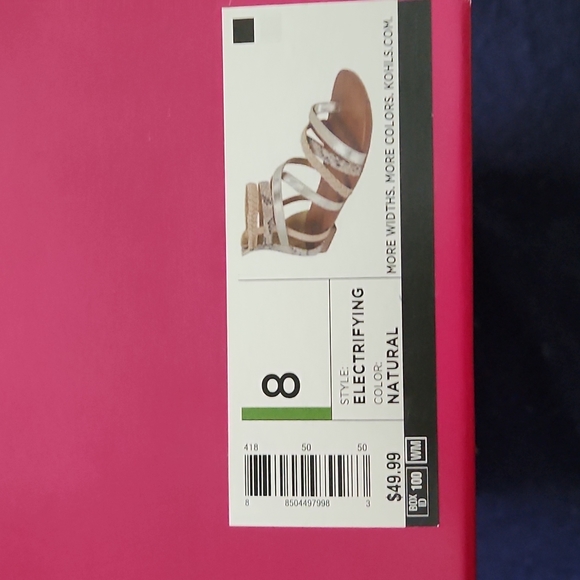 MORE WIDTHS. MORE COLORS. KOHLS.COM.
8
STYLE:
ELECTRIFYING
COLOR:
NATURAL
418 50 50
8 8504497998 3
$49.99
BOX ID 100 WM